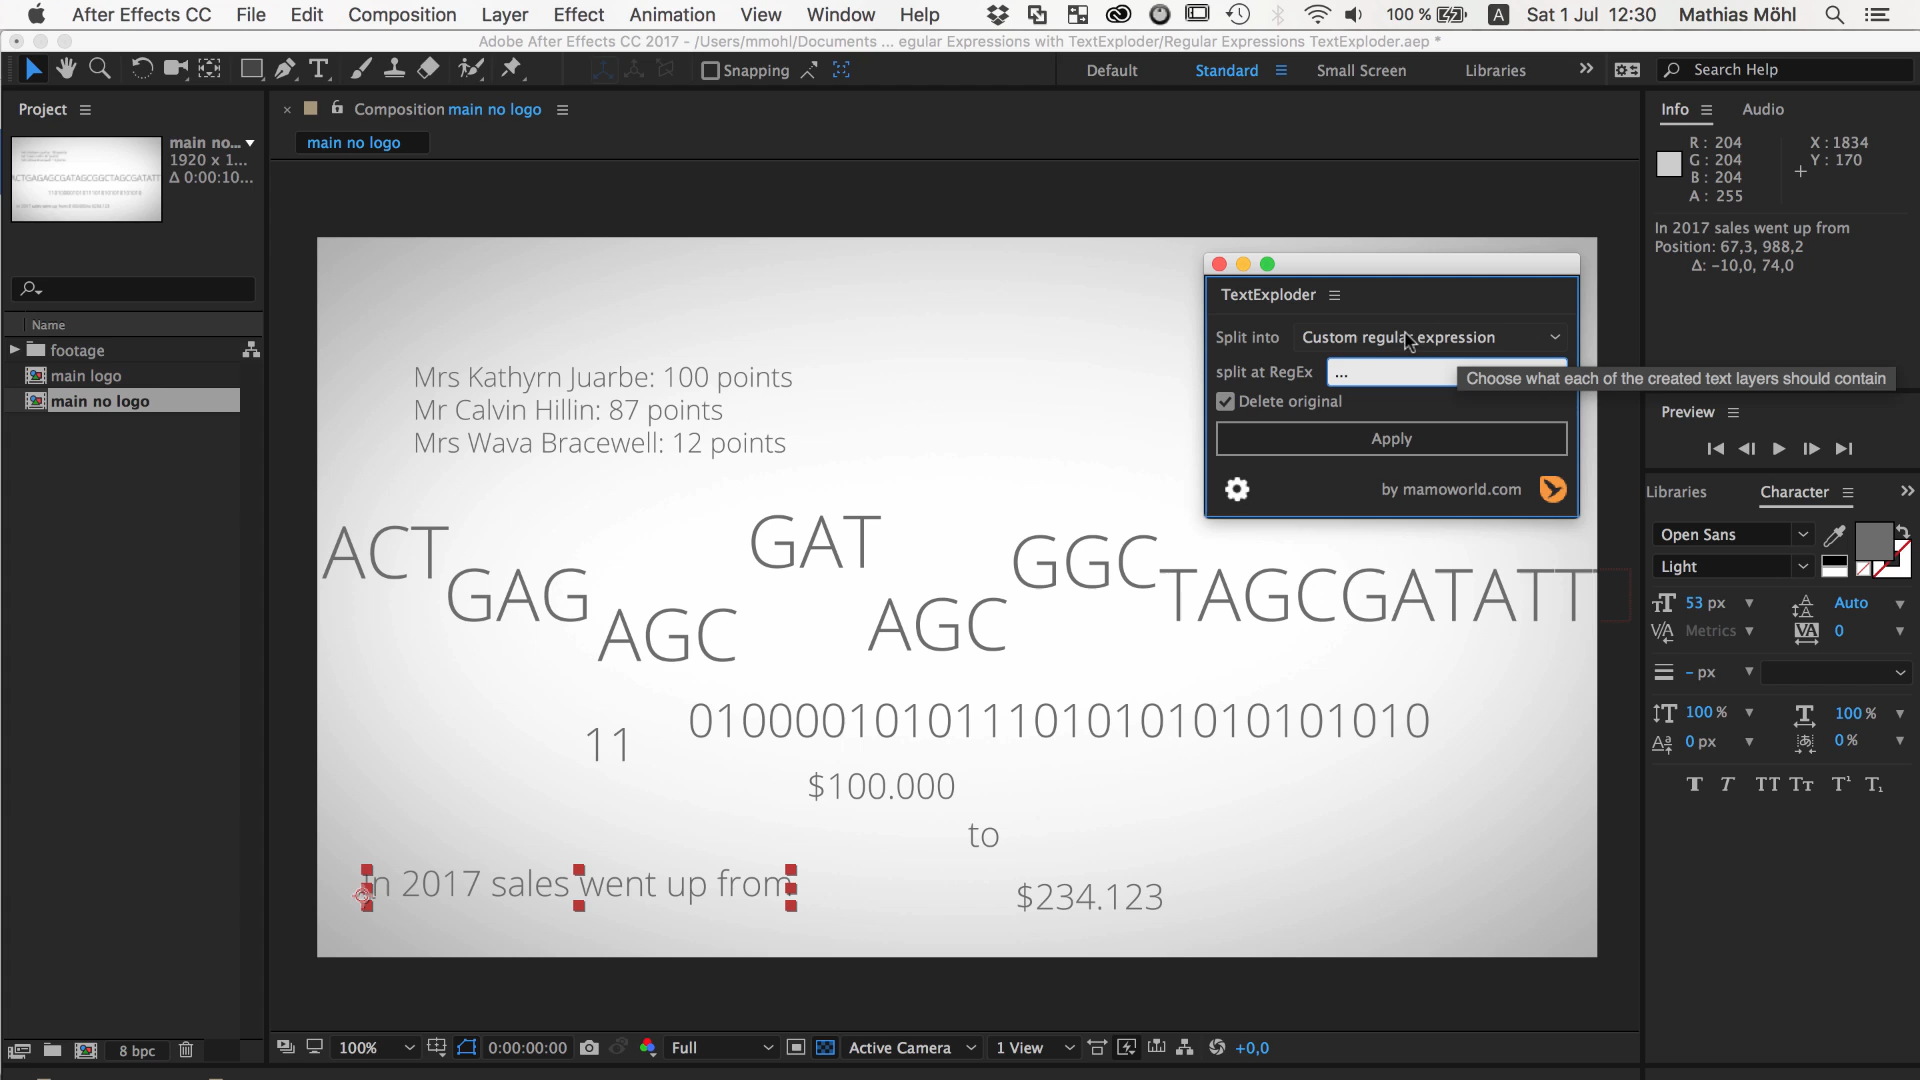 After Effects CC File Edit Composition Layer Effect Animation View Window Help 100 % A Sat 1 Jul 12:30 Mathias Möhl
Adobe After Effects CC 2017 - /Users/mmohl/Documents ... egular Expressions with TextExploder/Regular Expressions TextExploder.aep *
Snapping Default Standard Small Screen Libraries Search Help
Project
main no...
1920 x 1...
Δ 0:00:10...
Name
footage
main logo
main no logo
8 bpc
Composition main no logo
main no logo
Mrs Kathyrn Juarbe: 100 points
Mr Calvin Hillin: 87 points
Mrs Wava Bracewell: 12 points
ACT
GAG
AGC
GAT
AGC
GGC
TAGCGATATT
11
010000101011101010101010101010
$100.000
to
In 2017 sales went up from
$234.123
TextExploder
Split into Custom regular expression
split at RegEx ...
Choose what each of the created text layers should contain
Delete original
Apply
by mamoworld.com
100% 0:00:00:00 Full Active Camera 1 View +0,0
Info Audio
R : 204 X : 1834
G : 204 Y : 170
B : 204
A : 255
In 2017 sales went up from
Position: 67,3, 988,2
Δ: −10,0, 74,0
Preview
Libraries Character
Open Sans
Light
53 px Auto
Metrics 0
- px
100 % 100 %
0 px 0 %
T T TT Tт T¹ T₁